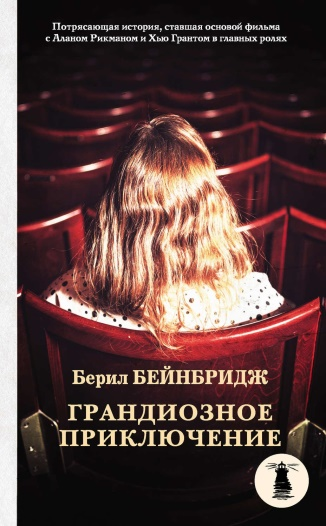 Потрясающая история, ставшая основой фильма
с Аланом Рикманом и Хью Грантом в главных ролях
Берил БЕЙНБРИДЖ
ГРАНДИОЗНОЕ
ПРИКЛЮЧЕНИЕ